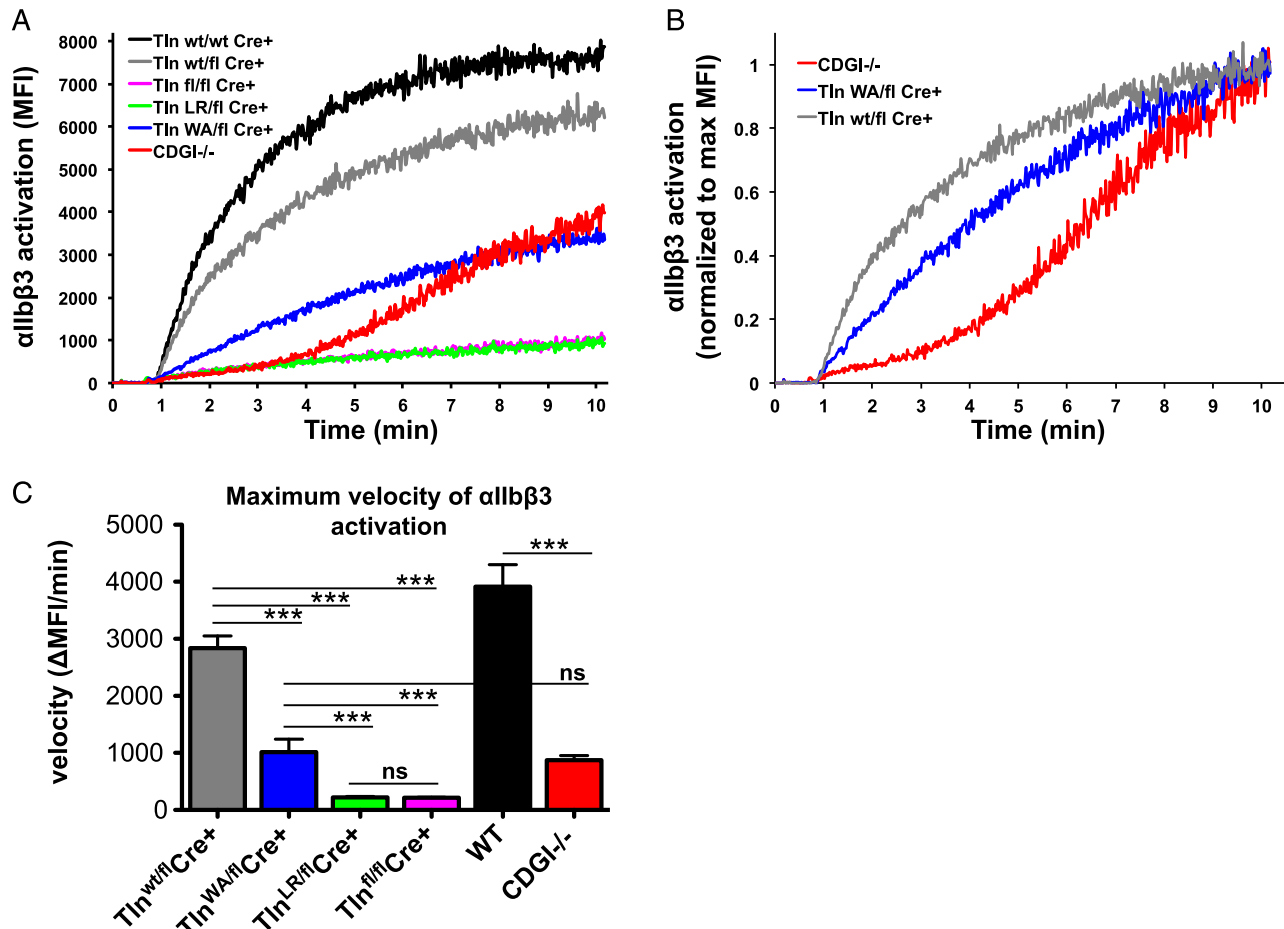 A
αIIbβ3 activation (MFI)
8000
7000
6000
5000
4000
3000
2000
1000
0
Tln wt/wt Cre+
Tln wt/fl Cre+
Tln fl/fl Cre+
Tln LR/fl Cre+
Tln WA/fl Cre+
CDGI-/-
0 1 2 3 4 5 6 7 8 9 10
Time (min)
B
αIIbβ3 activation
(normalized to max MFI)
1
0.8
0.6
0.4
0.2
0
CDGI-/-
Tln WA/fl Cre+
Tln wt/fl Cre+
0 1 2 3 4 5 6 7 8 9 10
Time (min)
C
Maximum velocity of αIIbβ3
activation
velocity (ΔMFI/min)
5000
4000
3000
2000
1000
0
***
***
***
***
ns
***
***
ns
Tln^wt/fl Cre+
Tln^WA/fl Cre+
Tln^LR/fl Cre+
Tln^fl/fl Cre+
WT
CDGI-/-